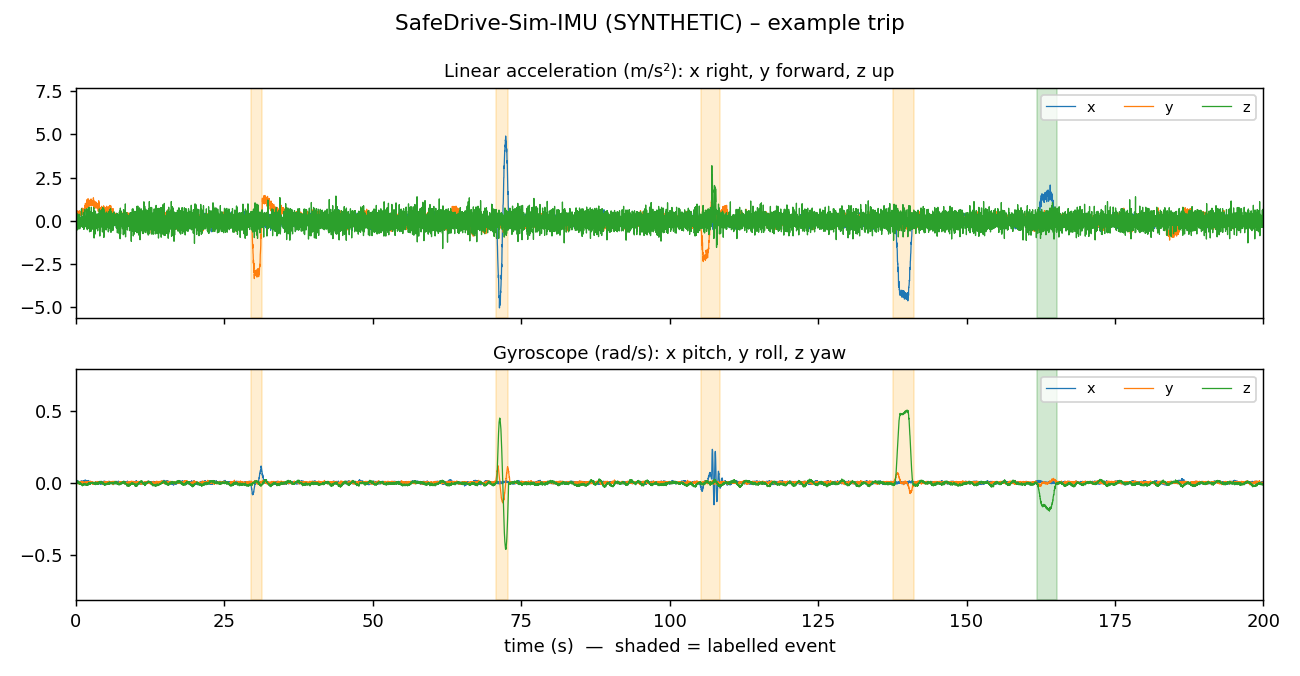 SafeDrive-Sim-IMU (SYNTHETIC) – example trip
Linear acceleration (m/s²): x right, y forward, z up
7.5
5.0
2.5
0.0
−2.5
−5.0
x y z
Gyroscope (rad/s): x pitch, y roll, z yaw
0.5
0.0
−0.5
x y z
0 25 50 75 100 125 150 175 200
time (s) — shaded = labelled event